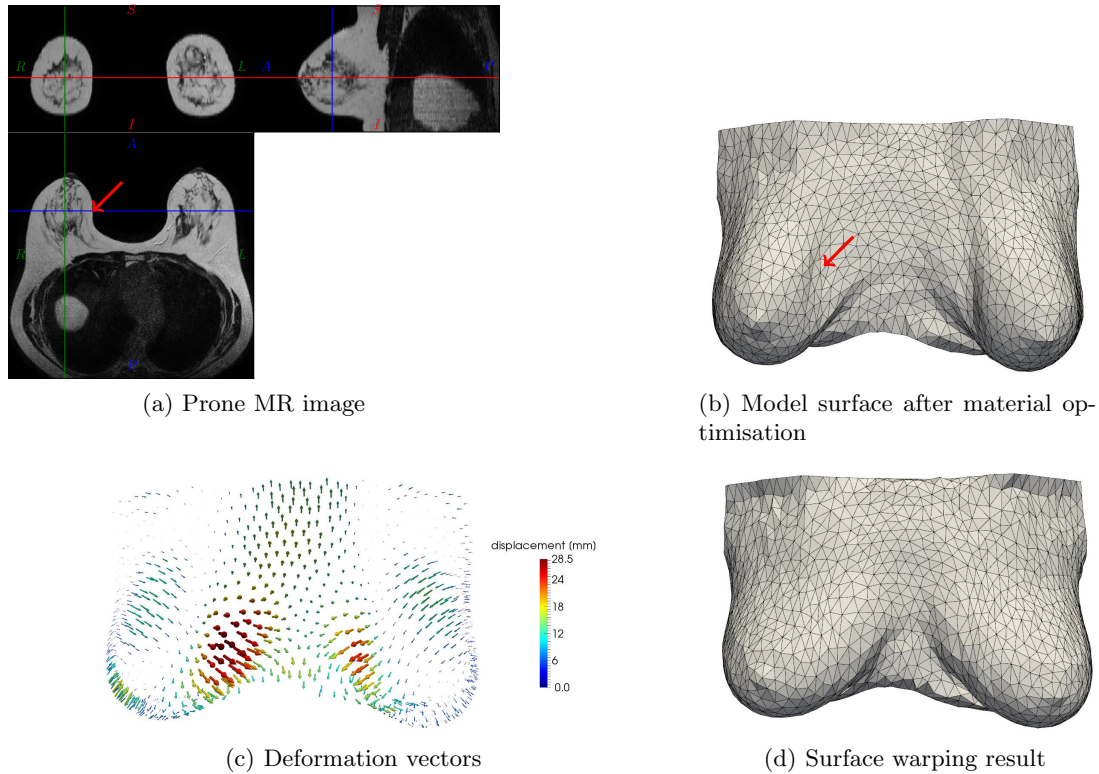 S
R
L
A
P
S
I
I
A
R
L
P
(a) Prone MR image
(b) Model surface after material op-
timisation
displacement [mm]
28.5
24
18
12
6
0.0
(c) Deformation vectors
(d) Surface warping result